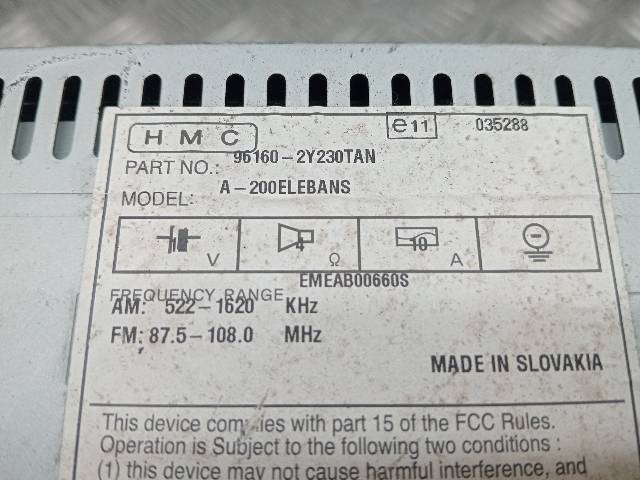 HMC
e11
035288
PART NO.: 96160-2Y230TAN
MODEL: A-200ELEBANS
V
4 Ω
10 A
EMEAB00660S
FREQUENCY RANGE
AM: 522-1620 KHz
FM: 87.5-108.0 MHz
MADE IN SLOVAKIA
This device complies with part 15 of the FCC Rules.
Operation is Subject to the following two conditions :
(1) this device may not cause harmful interference, and